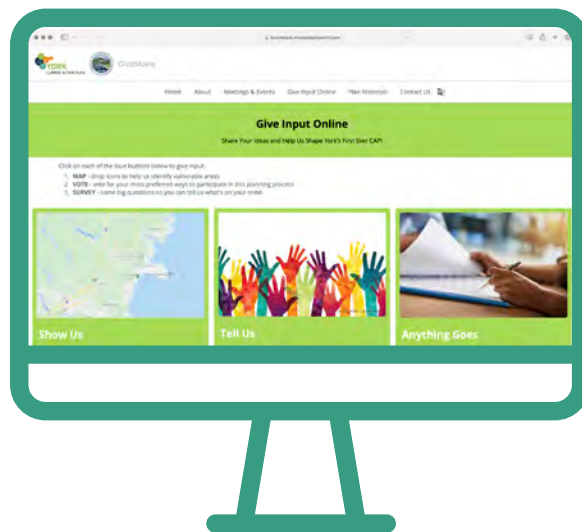 YORK
CLIMATE ACTION PLAN
CivicMoxie
Home About Meetings & Events Give Input Online Plan Materials Contact Us
Give Input Online
Share Your Ideas and Help Us Shape York's First Ever CAP!
Click on each of the blue buttons below to give input:
1. MAP - drop icons to help us identify vulnerable areas
2. VOTE - vote for your most preferred ways to participate in this planning process
3. SURVEY - some big questions so you can tell us what's on your mind
Show Us
Tell Us
Anything Goes